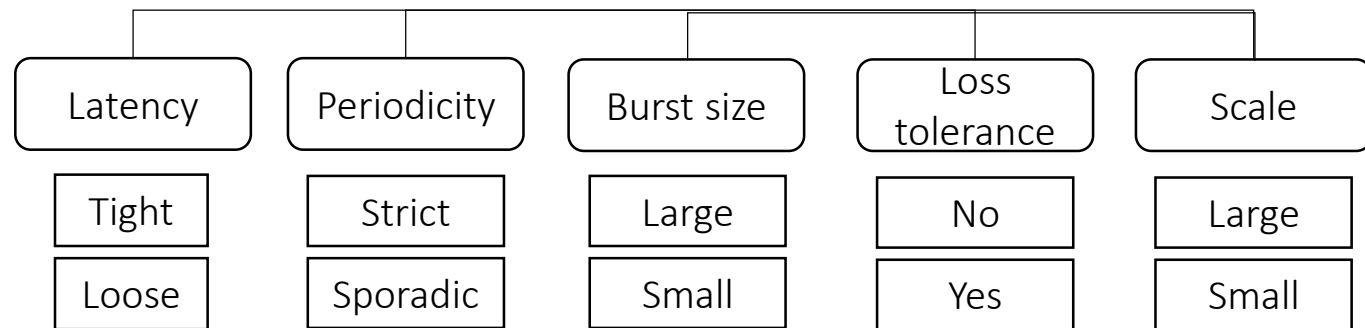 Latency
Periodicity
Burst size
Loss
tolerance
Scale
Tight
Strict
Large
No
Large
Loose
Sporadic
Small
Yes
Small